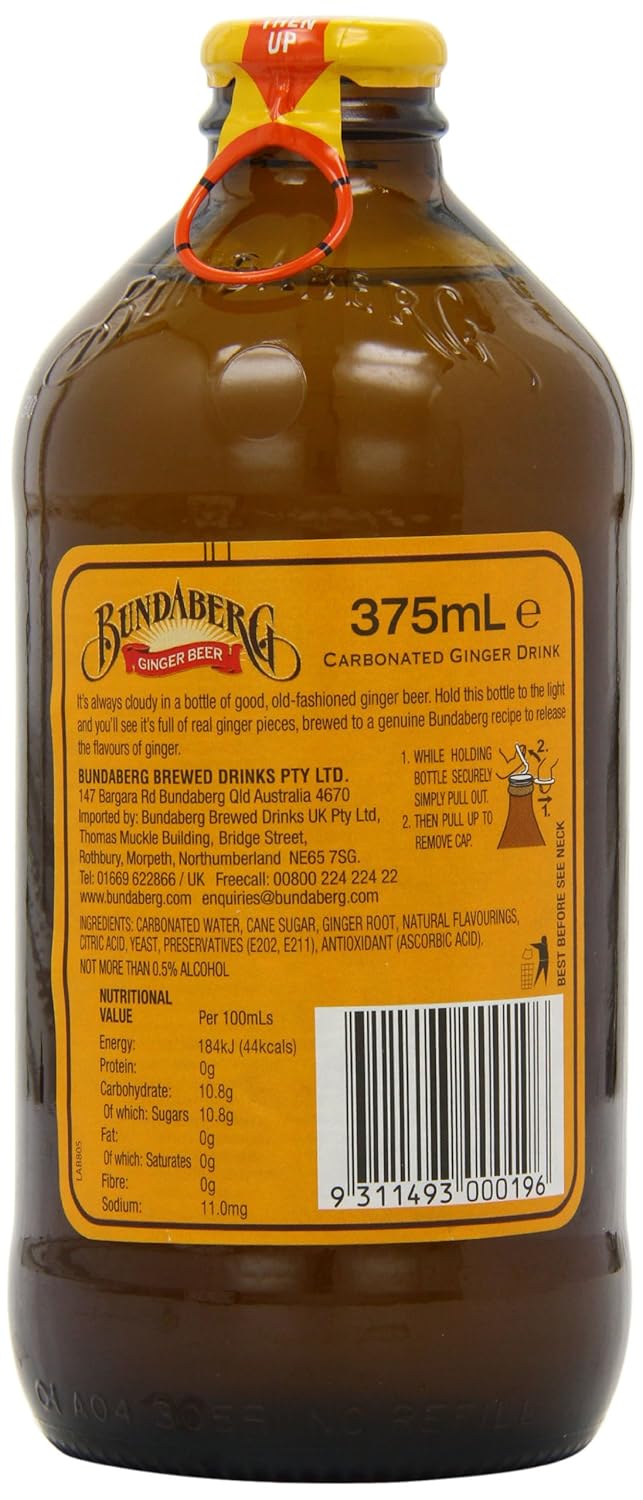 THEN
UP
BUNDABERG
BUNDABERG
GINGER BEER
375mL e
CARBONATED GINGER DRINK
It's always cloudy in a bottle of good, old-fashioned ginger beer. Hold this bottle to the light
and you'll see it's full of real ginger pieces, brewed to a genuine Bundaberg recipe to release
the flavours of ginger.
BUNDABERG BREWED DRINKS PTY LTD.
147 Bargara Rd Bundaberg Qld Australia 4670
Imported by: Bundaberg Brewed Drinks UK Pty Ltd,
Thomas Muckle Building, Bridge Street,
Rothbury, Morpeth, Northumberland NE65 7SG.
Tel: 01669 622866 / UK Freecall: 00800 224 224 22
www.bundaberg.com enquiries@bundaberg.com
1. WHILE HOLDING
BOTTLE SECURELY
SIMPLY PULL OUT.
2. THEN PULL UP TO
REMOVE CAP.
2.
1.
INGREDIENTS: CARBONATED WATER, CANE SUGAR, GINGER ROOT, NATURAL FLAVOURINGS,
CITRIC ACID, YEAST, PRESERVATIVES (E202, E211), ANTIOXIDANT (ASCORBIC ACID).
NOT MORE THAN 0.5% ALCOHOL
BEST BEFORE SEE NECK
NUTRITIONAL
VALUE Per 100mLs
Energy: 184kJ (44kcals)
Protein: 0g
Carbohydrate: 10.8g
Of which: Sugars 10.8g
Fat: 0g
Of which: Saturates 0g
Fibre: 0g
Sodium: 11.0mg
LAB805
9 311493 000196
A04 305 NO REFILL